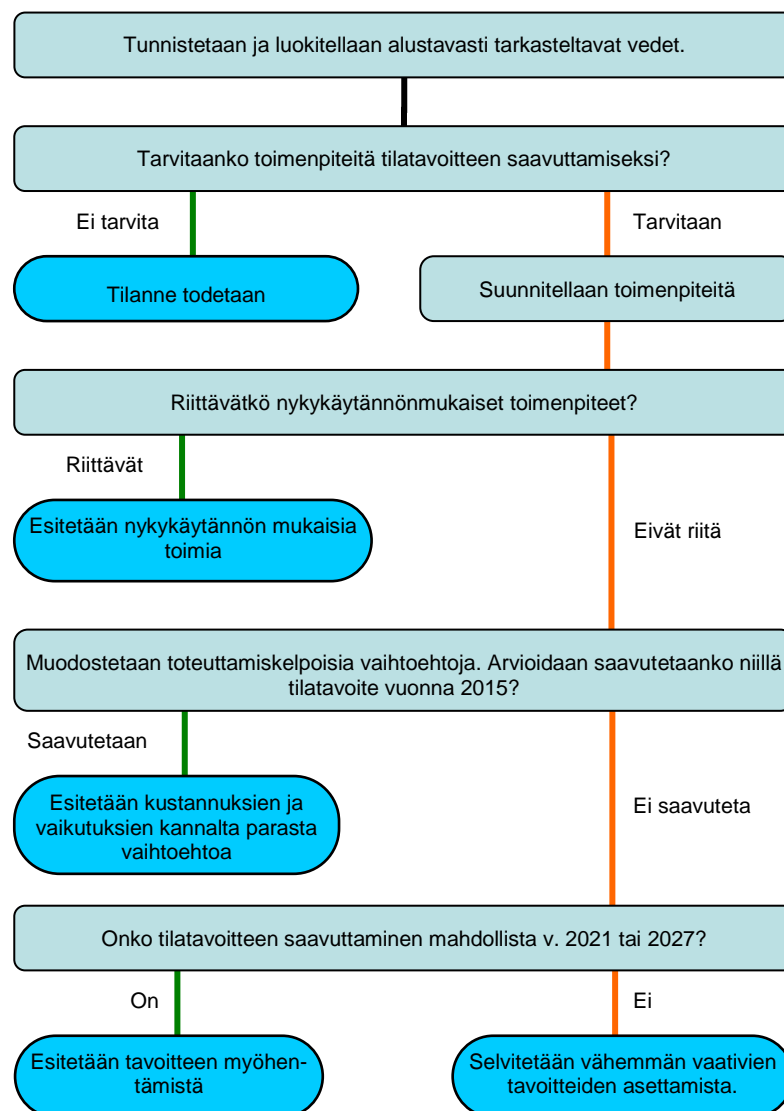 Tunnistetaan ja luokitellaan alustavasti tarkasteltavat vedet.
Tarvitaanko toimenpiteitä tilatavoitteen saavuttamiseksi?
Ei tarvita
Tarvitaan
Tilanne todetaan
Suunnitellaan toimenpiteitä
Riittävätkö nykykäytännönmukaiset toimenpiteet?
Riittävät
Eivät riitä
Esitetään nykykäytännön mukaisia
toimia
Muodostetaan toteuttamiskelpoisia vaihtoehtoja. Arvioidaan saavutetaanko niillä
tilatavoite vuonna 2015?
Saavutetaan
Ei saavuteta
Esitetään kustannuksien ja
vaikutuksien kannalta parasta
vaihtoehtoa
Onko tilatavoitteen saavuttaminen mahdollista v. 2021 tai 2027?
On
Ei
Esitetään tavoitteen myöhen-
tämistä
Selvitetään vähemmän vaativien
tavoitteiden asettamista.